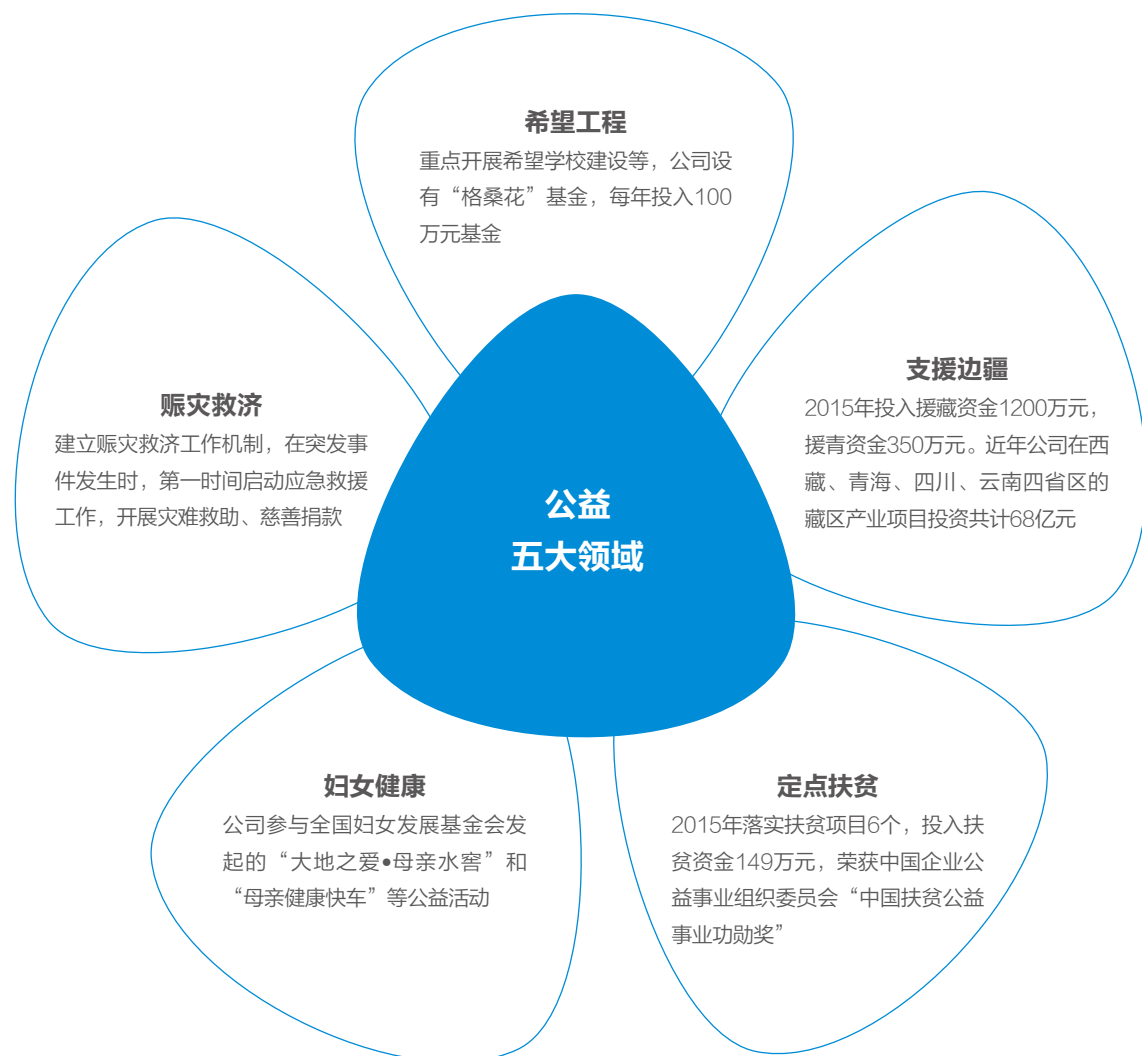 希望工程
重点开展希望学校建设等，公司设
有“格桑花”基金，每年投入100
万元基金
支援边疆
2015年投入援藏资金1200万元，
援青资金350万元。近年公司在西
藏、青海、四川、云南四省区的
藏区产业项目投资共计68亿元
赈灾救济
建立赈灾救济工作机制，在突发事
件发生时，第一时间启动应急救援
工作，开展灾难救助、慈善捐款
公益
五大领域
妇女健康
公司参与全国妇女发展基金会发
起的“大地之爱•母亲水窖”和
“母亲健康快车”等公益活动
定点扶贫
2015年落实扶贫项目6个，投入扶
贫资金149万元，荣获中国企业公
益事业组织委员会“中国扶贫公益
事业功勋奖”